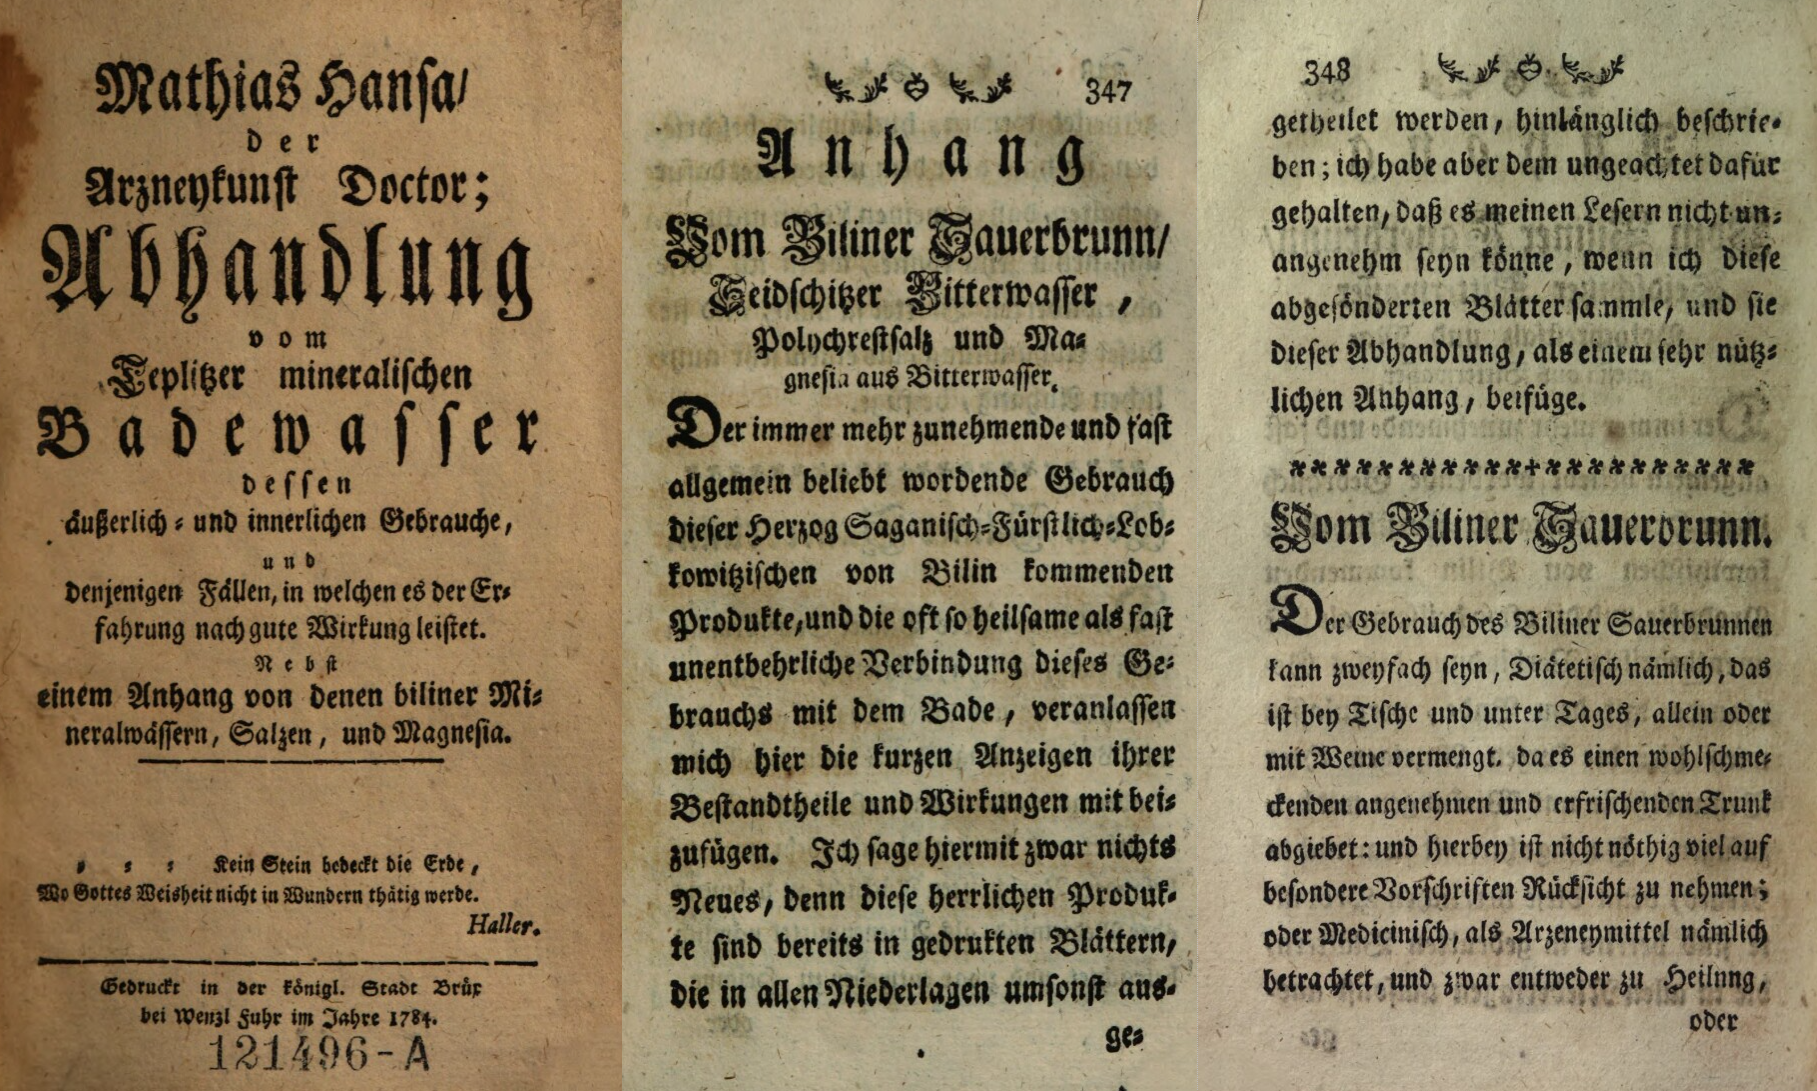 Mathias Hansa/
der
Arzneykunst Doctor;
Abhandlung
vom
Teplitzer mineralischen
Badewasser
dessen
äußerlich- und innerlichen Gebrauche,
und
denjenigen Fällen, in welchen es der Er-
fahrung nach gute Wirkung leistet.
Nebst
einem Anhang von denen biliner Mi-
neralwässern, Salzen, und Magnesia.
- - - Kein Stein bedeckt die Erde,
Wo Gottes Weisheit nicht in Wundern thätig werde.
Haller.
Gedruckt in der königl. Stadt Brüx
bei Wenzl Fuhr im Jahre 1784.
121496-A
347
Anhang
Vom Biliner Sauerbrunn/
Seidschitzer Bitterwasser,
Polychrestsalz und Ma-
gnesia aus Bitterwasser.
Der immer mehr zunehmende und fast
allgemein beliebt wordende Gebrauch
dieser Herzog Saganisch-Fürstlich-Lob-
kowitzischen von Bilin kommenden
Produkte, und die oft so heilsame als fast
unentbehrliche Verbindung dieses Ge-
brauchs mit dem Bade, veranlassen
mich hier die kurzen Anzeigen ihrer
Bestandtheile und Wirkungen mit bei-
zufügen. Ich sage hiermit zwar nichts
Neues, denn diese herrlichen Produk-
te sind bereits in gedrukten Blättern,
die in allen Niederlagen umsonst aus-
ge-
348
getheilet werden, hinlänglich beschrie-
ben; ich habe aber dem ungeachtet dafür
gehalten, daß es meinen Lesern nicht un-
angenehm seyn könne, wenn ich diese
abgesönderten Blätter sammle, und sie
dieser Abhandlung, als einem sehr nütz-
lichen Anhang, beifüge.
Vom Biliner Sauerbrunn.
Der Gebrauch des Biliner Sauerbrunnen
kann zweyfach seyn, Diätetisch nämlich, das
ist bey Tische und unter Tages, allein oder
mit Weine vermengt. da es einen wohlschme-
ckenden angenehmen und erfrischenden Trunk
abgiebet: und hierbey ist nicht nöthig viel auf
besondere Vorschriften Rücksicht zu nehmen;
oder Medicinisch, als Arzeneymittel nämlich
betrachtet, und zwar entweder zu Heilnng,
oder